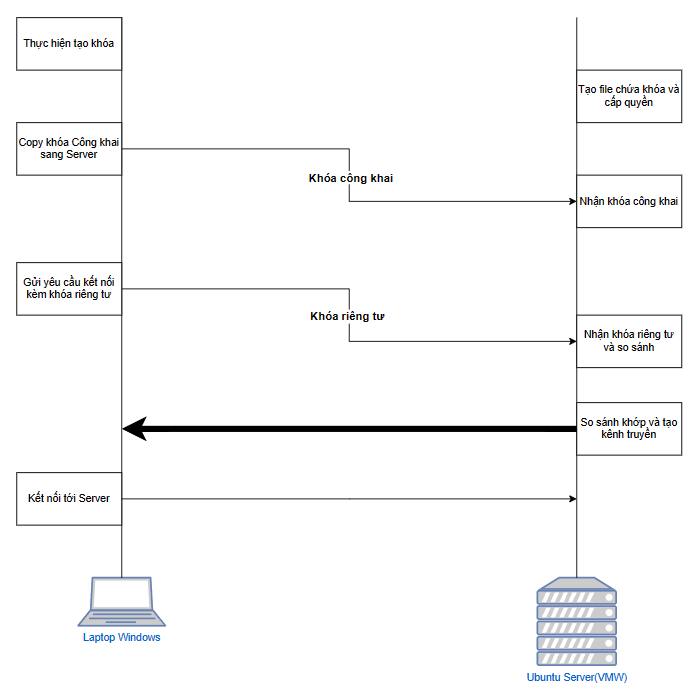 Thực hiện tạo khóa
Tạo file chứa khóa và
cấp quyền
Copy khóa Công khai
sang Server
Khóa công khai
Nhận khóa công khai
Gửi yêu cầu kết nối
kèm khóa riêng tư
Khóa riêng tư
Nhận khóa riêng tư
và so sánh
So sánh khớp và tạo
kênh truyền
Kết nối tới Server
Laptop Windows
Ubuntu Server(VMW)